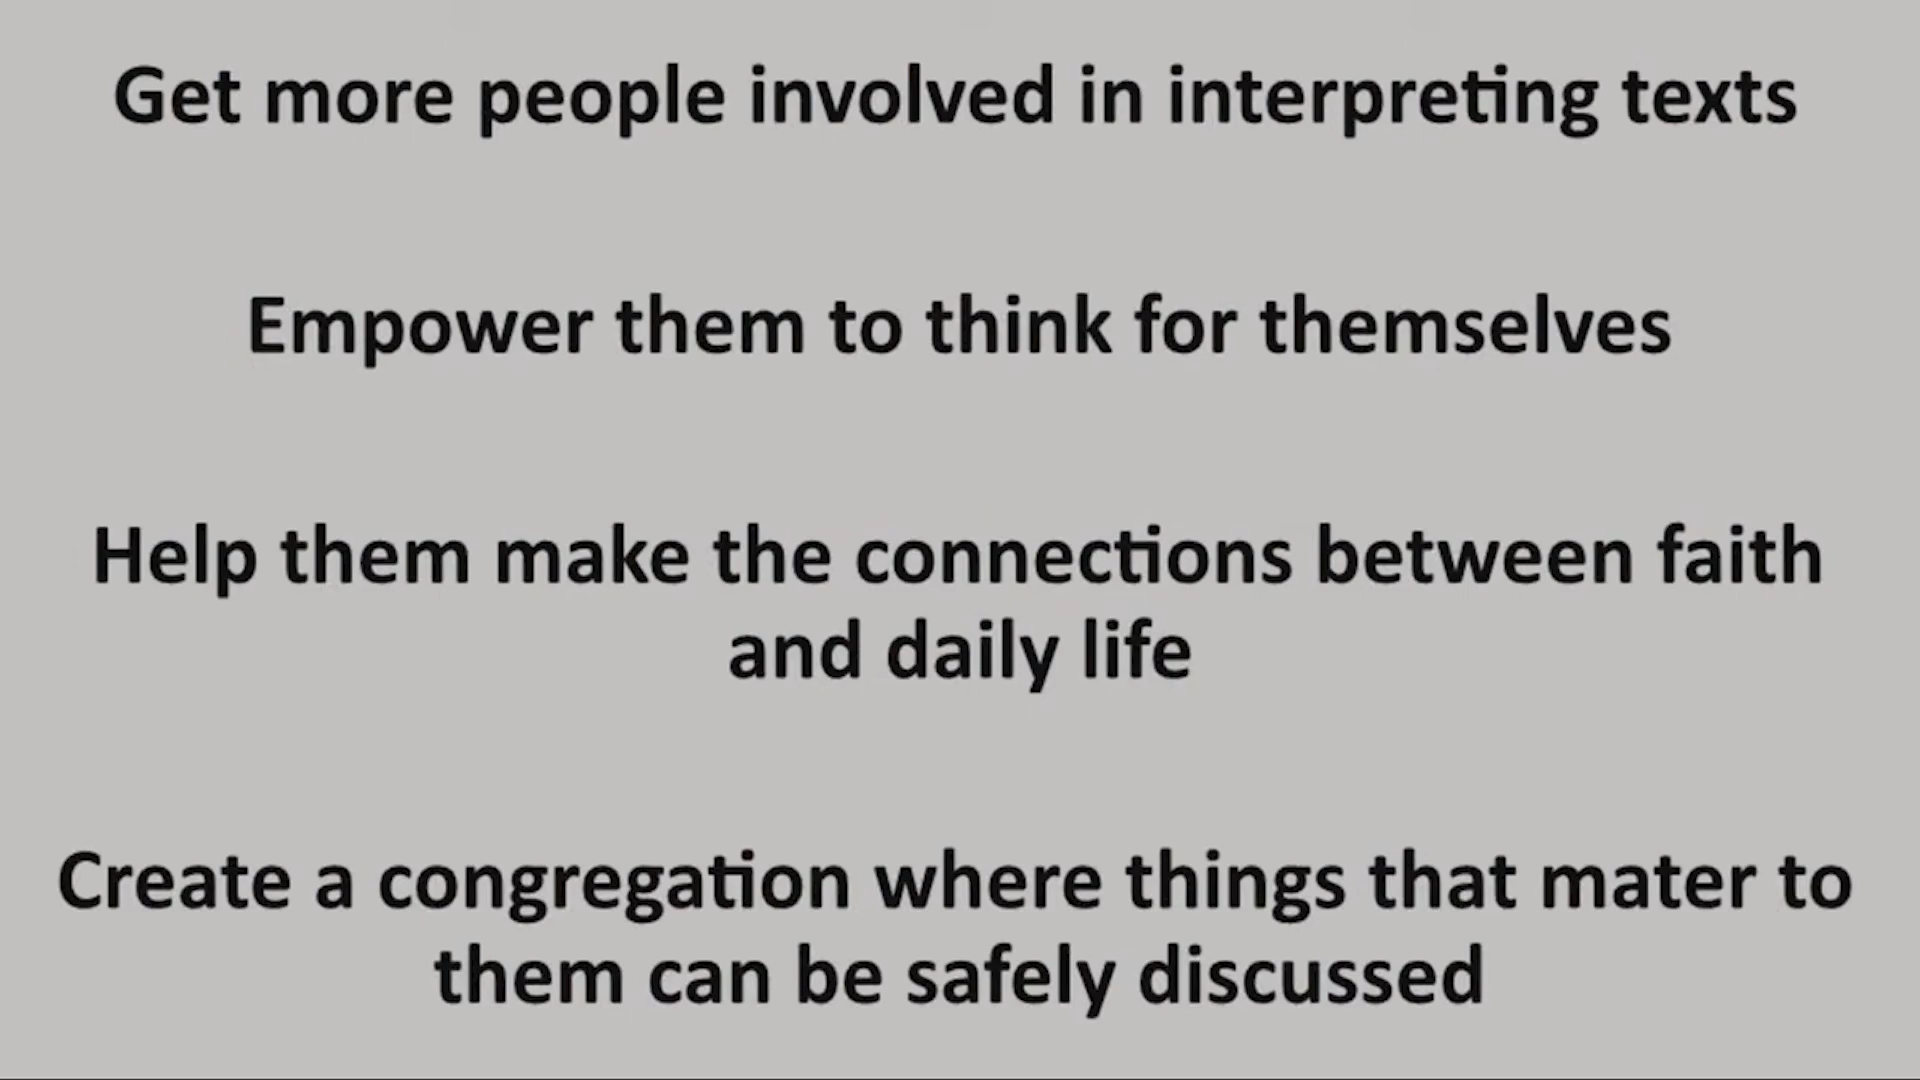 Get more people involved in interpreting texts
Empower them to think for themselves
Help them make the connections between faith
and daily life
Create a congregation where things that mater to
them can be safely discussed